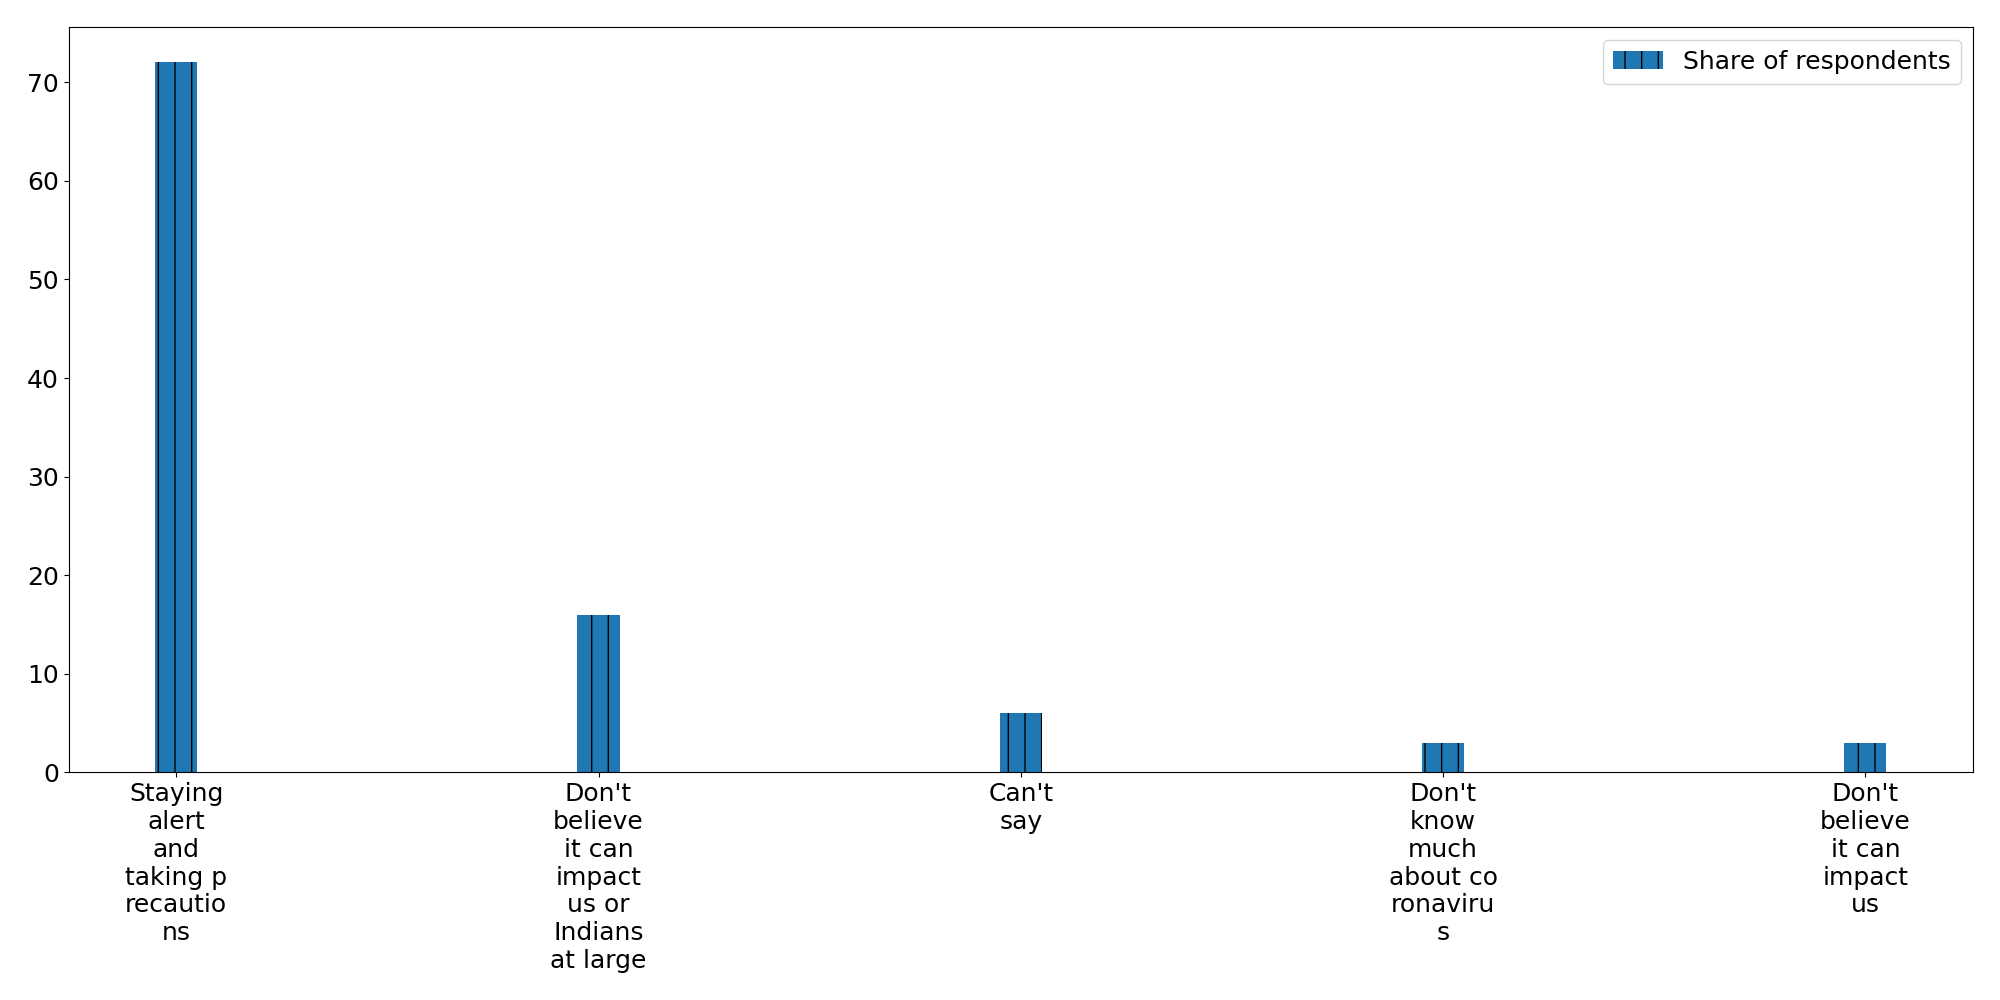 Share of respondents
70
60
50
40
30
20
10
0
Staying
alert
and
taking p
recautio
ns
Don't
believe
it can
impact
us or
Indians
at large
Can't
say
Don't
know
much
about co
ronaviru
s
Don't
believe
it can
impact
us